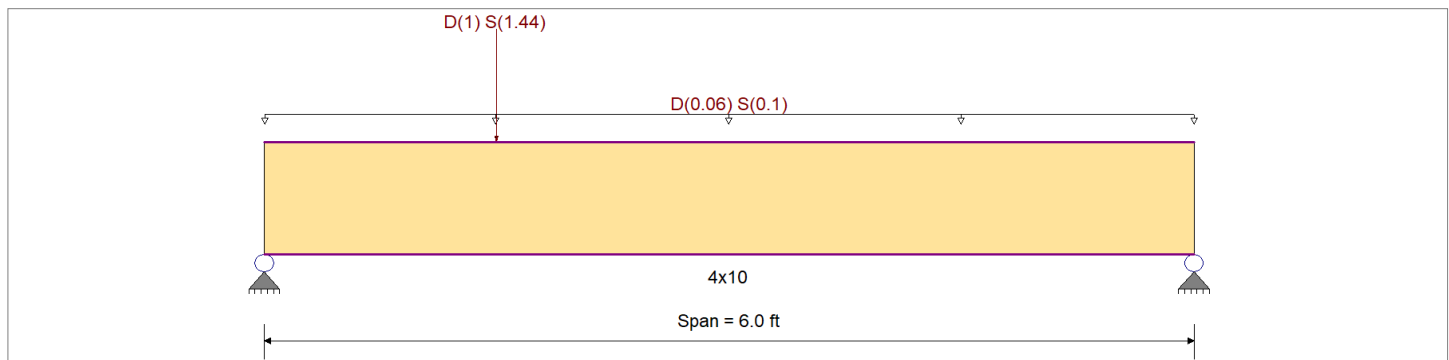 D(1) S(1.44)
D(0.06) S(0.1)
4x10
Span = 6.0 ft